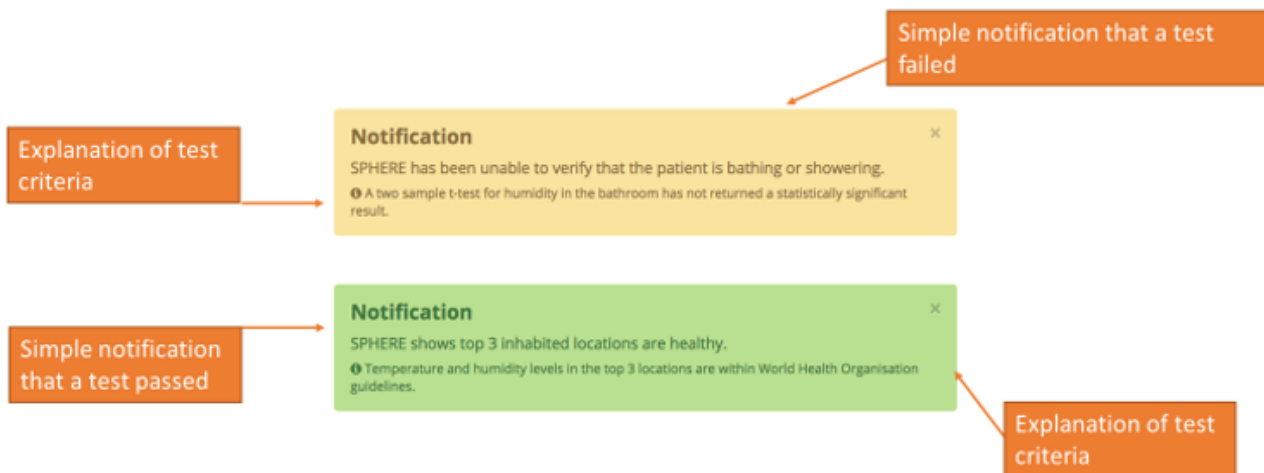 Simple notification that a test
failed
Explanation of test
criteria
Notification
×
SPHERE has been unable to verify that the patient is bathing or showering.
A two sample t-test for humidity in the bathroom has not returned a statistically significant
result.
Simple notification
that a test passed
Notification
×
SPHERE shows top 3 inhabited locations are healthy.
Temperature and humidity levels in the top 3 locations are within World Health Organisation
guidelines.
Explanation of test
criteria